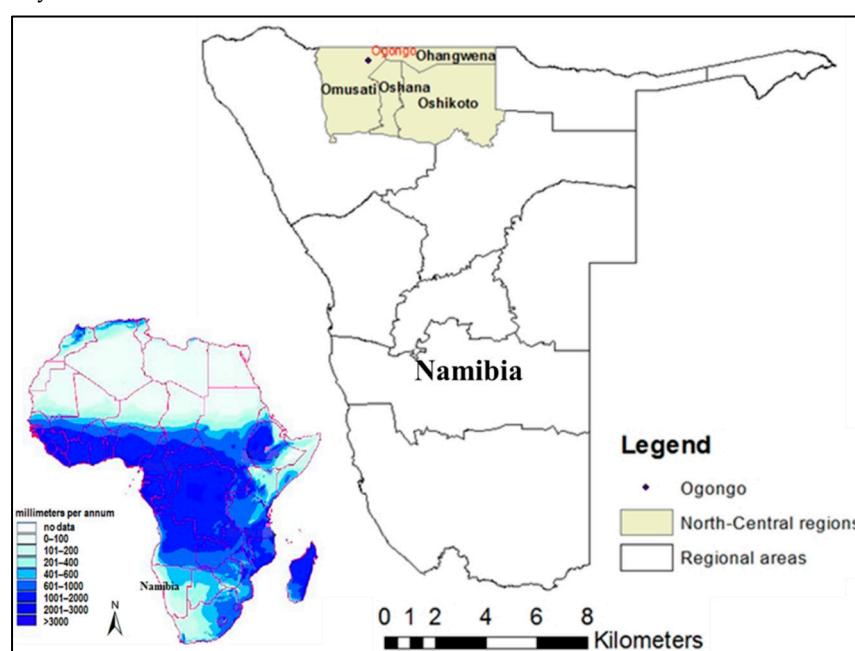 Ogongo
Ohangwena
Omusati
Oshana
Oshikoto
Namibia
Legend
Ogongo
North-Central regions
Regional areas
0 1 2 4 6 8
Kilometers
millimeters per annum
no data
0–100
101–200
201–400
401–600
601–1000
1001–2000
2001–3000
>3000
Namibia
N